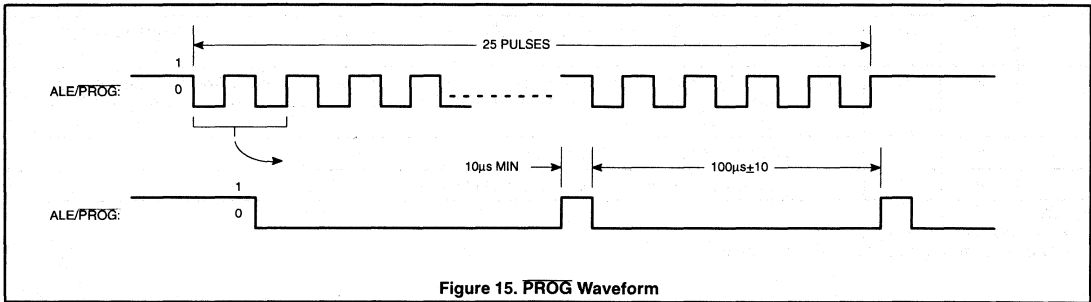 25 PULSES
1
ALE/PROG:
0
10µs MIN
100µs±10
1
ALE/PROG:
0
Figure 15. PROG Waveform